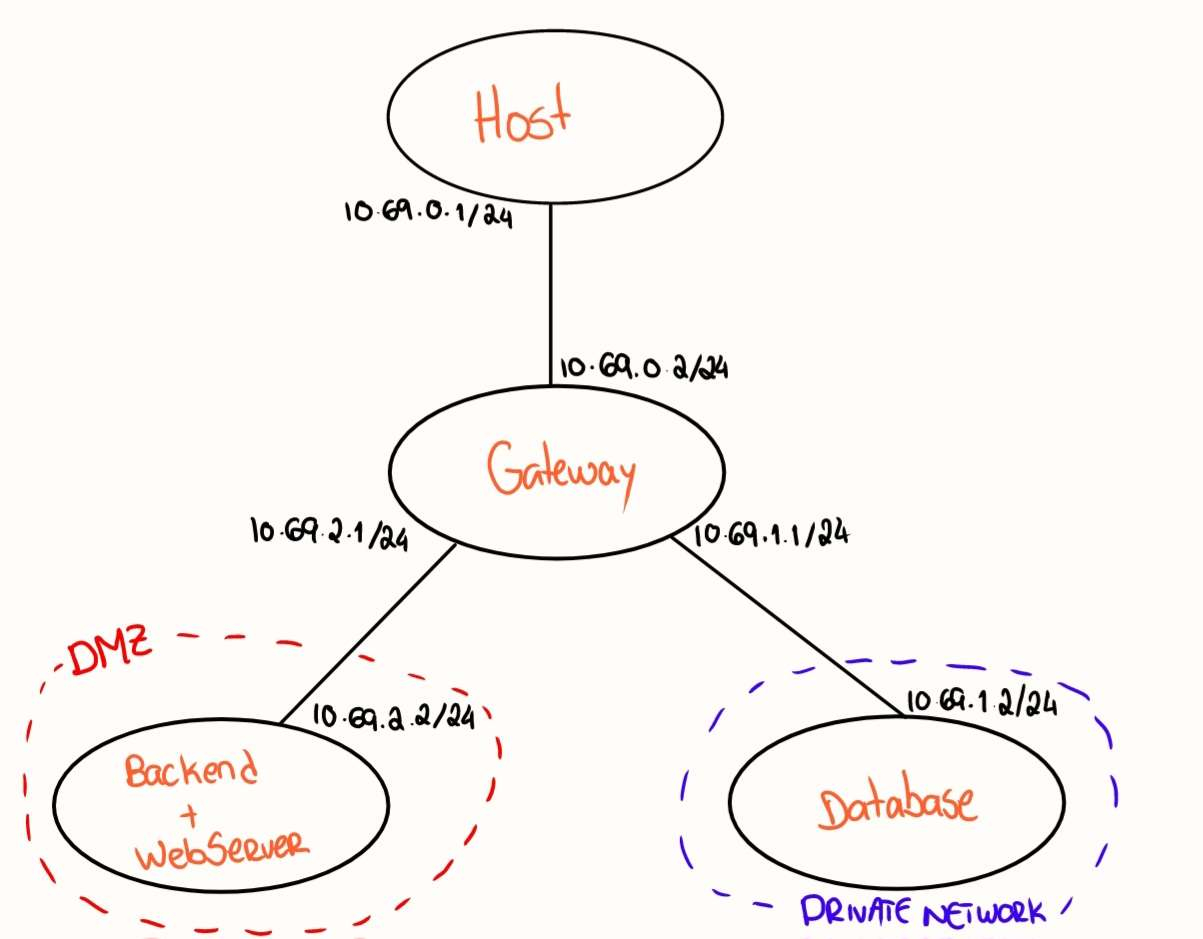 Host
10.69.0.1/24
10.69.0.2/24
Gateway
10.69.2.1/24
10.69.1.1/24
DMZ
10.69.2.2/24
10.69.1.2/24
Backend
+
WebServer
Database
PRIVATE NETWORK